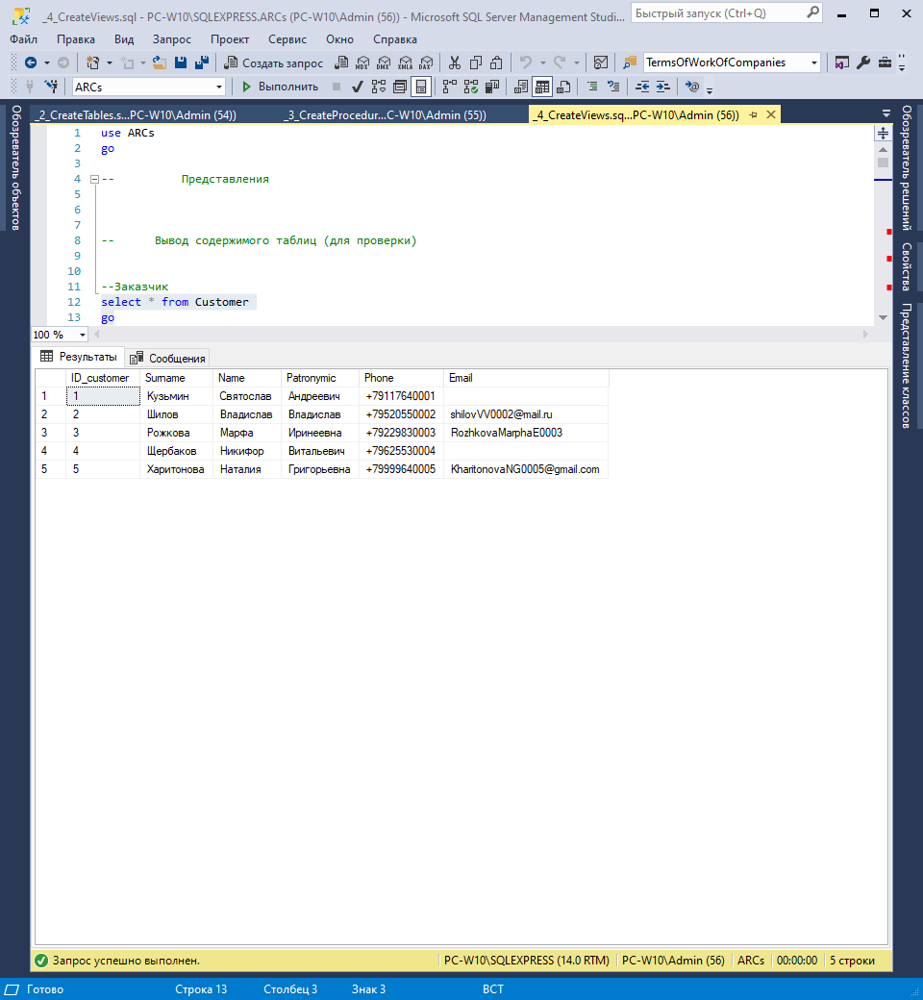 _4_CreateViews.sql - PC-W10\SQLEXPRESS.ARCs (PC-W10\Admin (56)) - Microsoft SQL Server Management Studi...
Быстрый запуск (Ctrl+Q)
Файл Правка Вид Запрос Проект Сервис Окно Справка
Создать запрос MDX DMX XMLA DAX TermsOfWorkOfCompanies
ARCs Выполнить
_2_CreateTables.s...PC-W10\Admin (54)) _3_CreateProcedur...C-W10\Admin (55)) _4_CreateViews.sq...PC-W10\Admin (56))
Обозреватель объектов
1 use ARCs
2 go
3
4 -- Представления
5
6
7
8 -- Вывод содержимого таблиц (для проверки)
9
10
11 --Заказчик
12 select * from Customer
13 go
Обозреватель решений
Свойства
Представление классов
100 %
Результаты Сообщения
ID_customer Surname Name Patronymic Phone Email
1 1 Кузьмин Святослав Андреевич +79117640001
2 2 Шилов Владислав Владислав +79520550002 shilovVV0002@mail.ru
3 3 Рожкова Марфа Иринеевна +79229830003 RozhkovaMarphaE0003
4 4 Щербаков Никифор Витальевич +79625530004
5 5 Харитонова Наталия Григорьевна +79999640005 KharitonovaNG0005@gmail.com
Запрос успешно выполнен. PC-W10\SQLEXPRESS (14.0 RTM) PC-W10\Admin (56) ARCs 00:00:00 5 строки
Готово Строка 13 Столбец 3 Знак 3 ВСТ